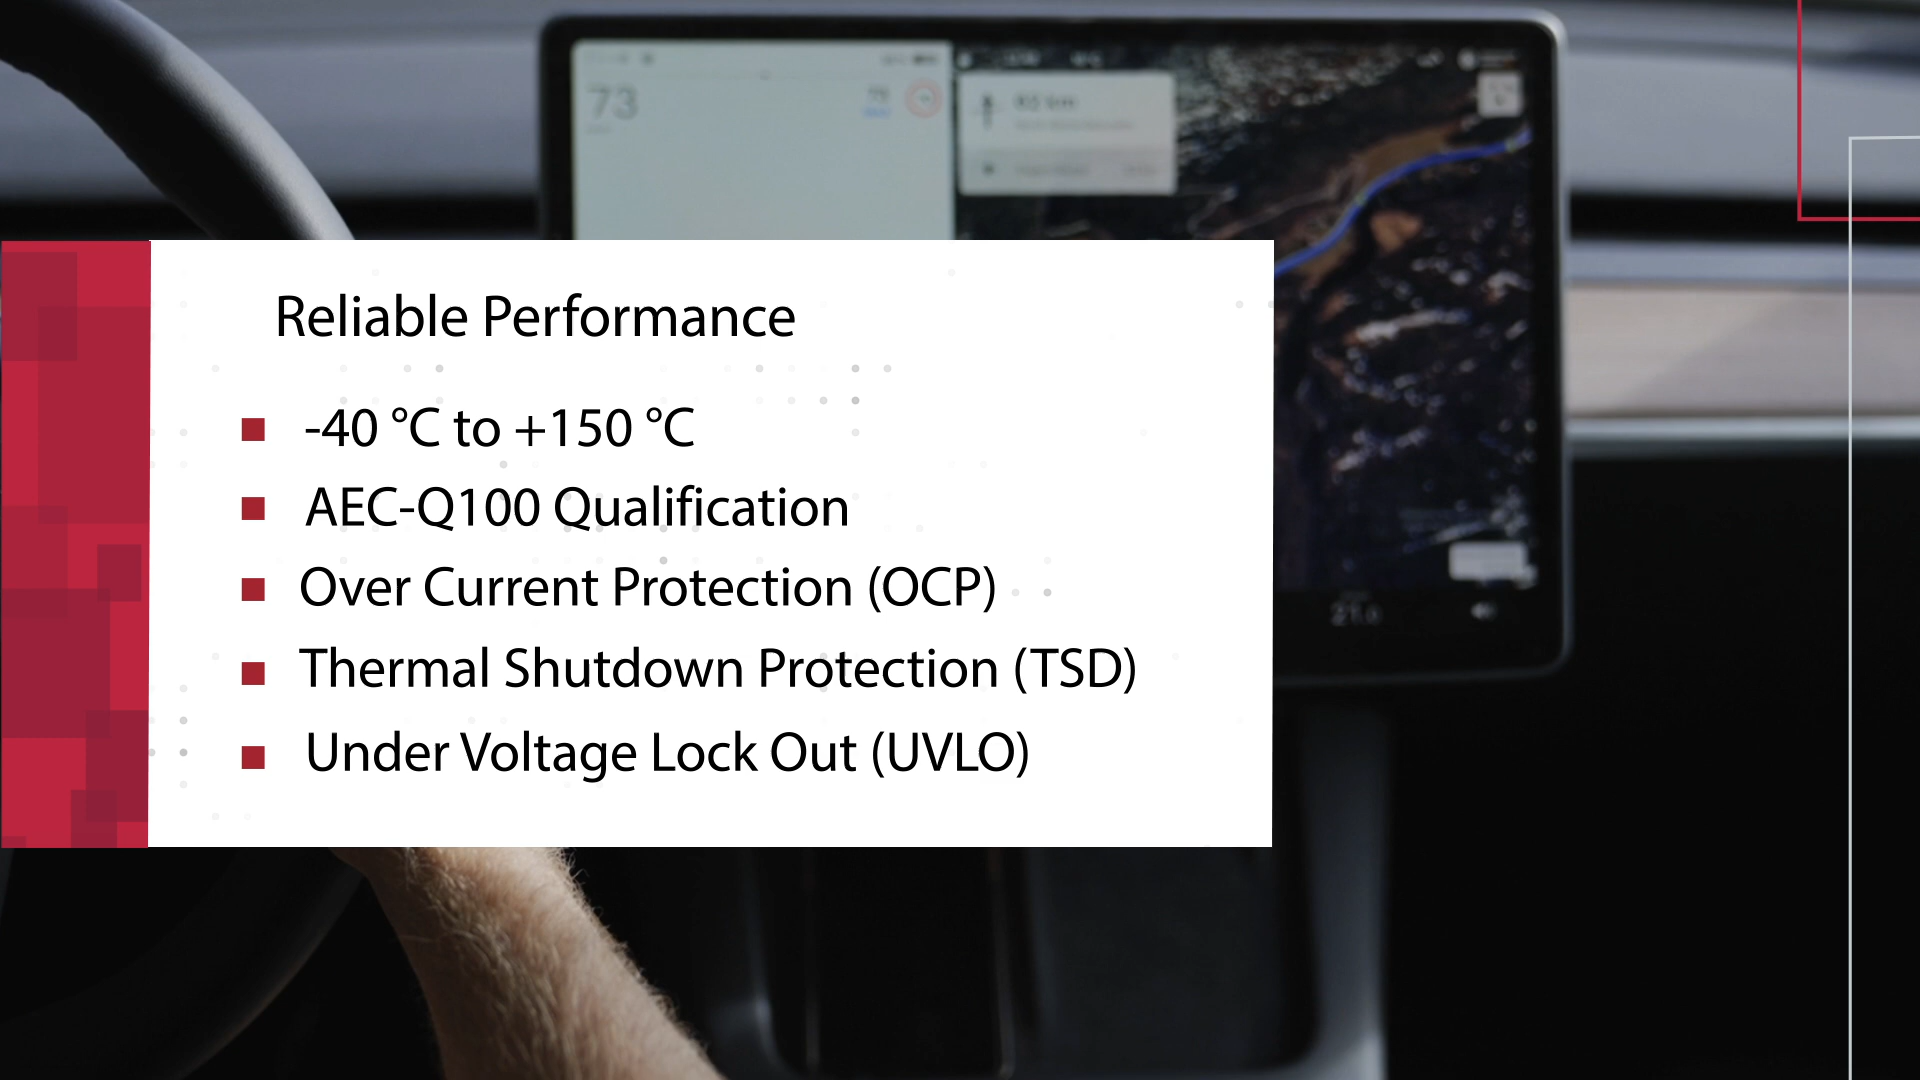 73
Reliable Performance
-40 °C to +150 °C
AEC-Q100 Qualification
Over Current Protection (OCP)
Thermal Shutdown Protection (TSD)
Under Voltage Lock Out (UVLO)